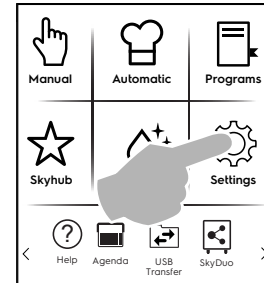 Manual
Automatic
Programs
Skyhub
Settings
Help
Agenda
USB
Transfer
SkyDuo